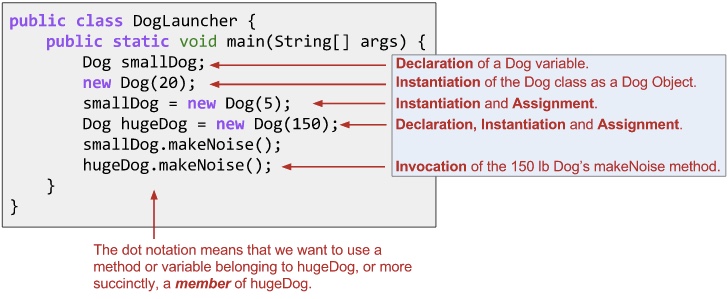 public class DogLauncher {
public static void main(String[] args) {
Dog smallDog;
new Dog(20);
smallDog = new Dog(5);
Dog hugeDog = new Dog(150);
smallDog.makeNoise();
hugeDog.makeNoise();
}
}
Declaration of a Dog variable.
Instantiation of the Dog class as a Dog Object.
Instantiation and Assignment.
Declaration, Instantiation and Assignment.
Invocation of the 150 lb Dog's makeNoise method.
The dot notation means that we want to use a
method or variable belonging to hugeDog, or more
succinctly, a member of hugeDog.